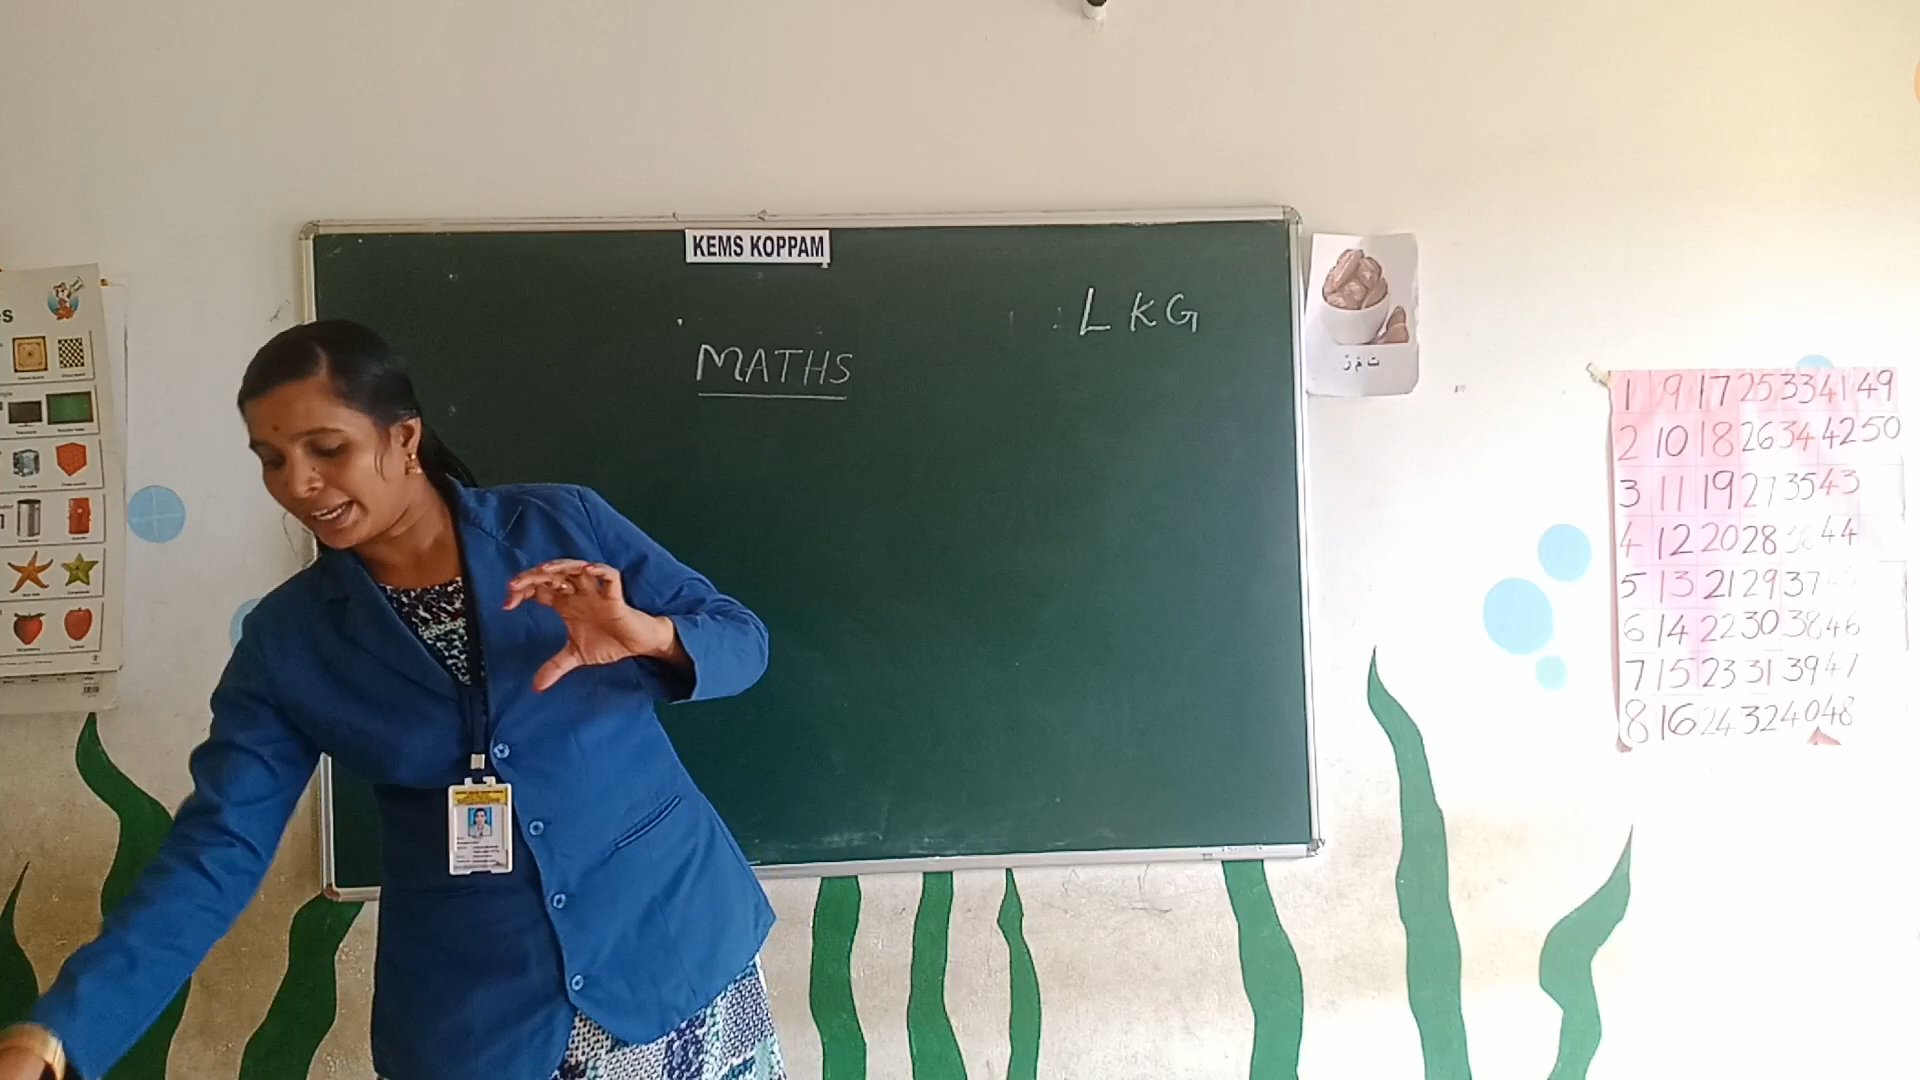 KEMS KOPPAM
LKG
MATHS
ت م ر
1 9 17 25 33 41 49
2 10 18 26 34 42 50
3 11 19 27 35 43
4 12 20 28 36 44
5 13 21 29 37
6 14 22 30 38 46
7 15 23 31 39 47
8 16 24 32 40 48